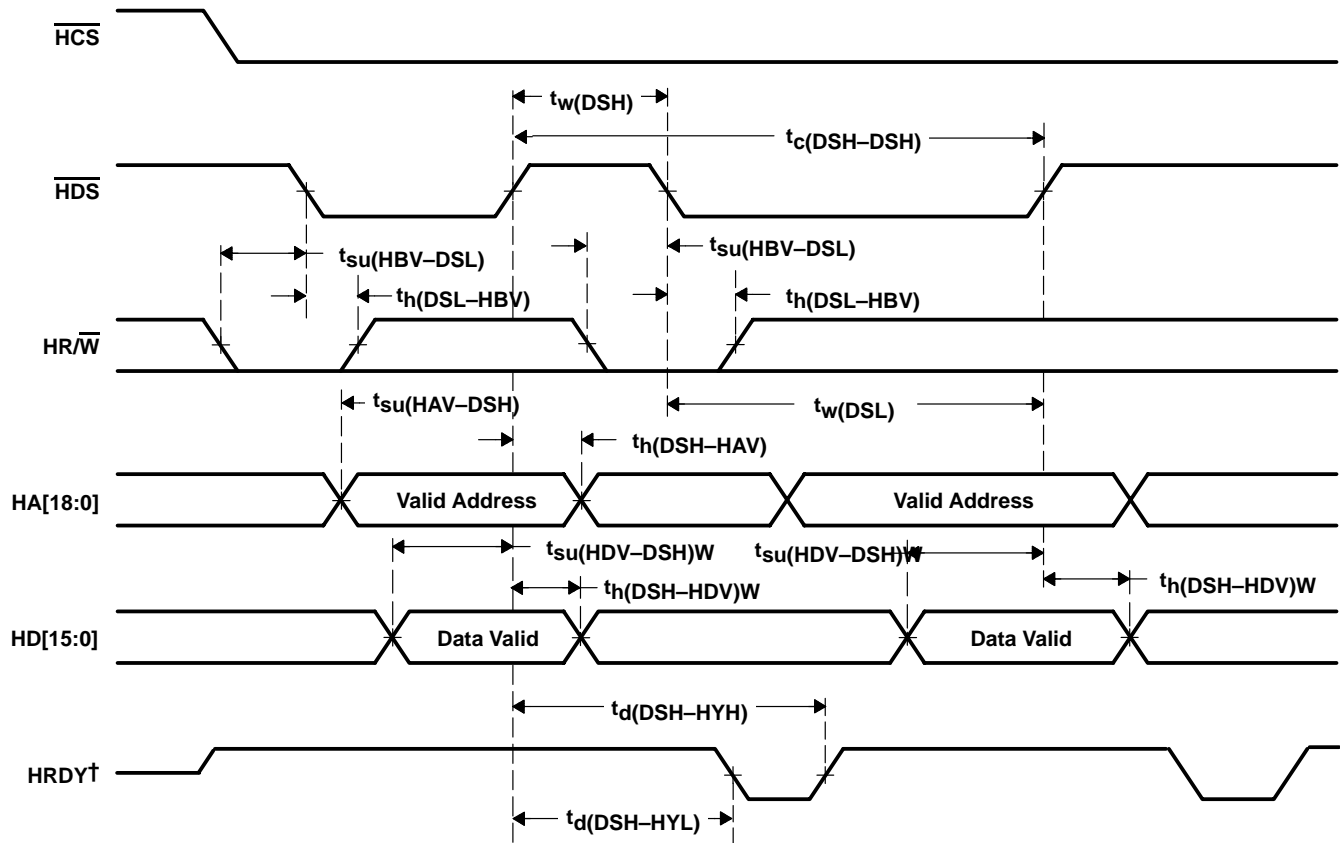 HCS
tw(DSH)
tc(DSH–DSH)
HDS
tsu(HBV–DSL)
tsu(HBV–DSL)
th(DSL–HBV)
th(DSL–HBV)
HR/W
tsu(HAV–DSH)
tw(DSL)
th(DSH–HAV)
HA[18:0]
Valid Address
Valid Address
tsu(HDV–DSH)W
tsu(HDV–DSH)W
th(DSH–HDV)W
th(DSH–HDV)W
HD[15:0]
Data Valid
Data Valid
td(DSH–HYH)
HRDY†
td(DSH–HYL)